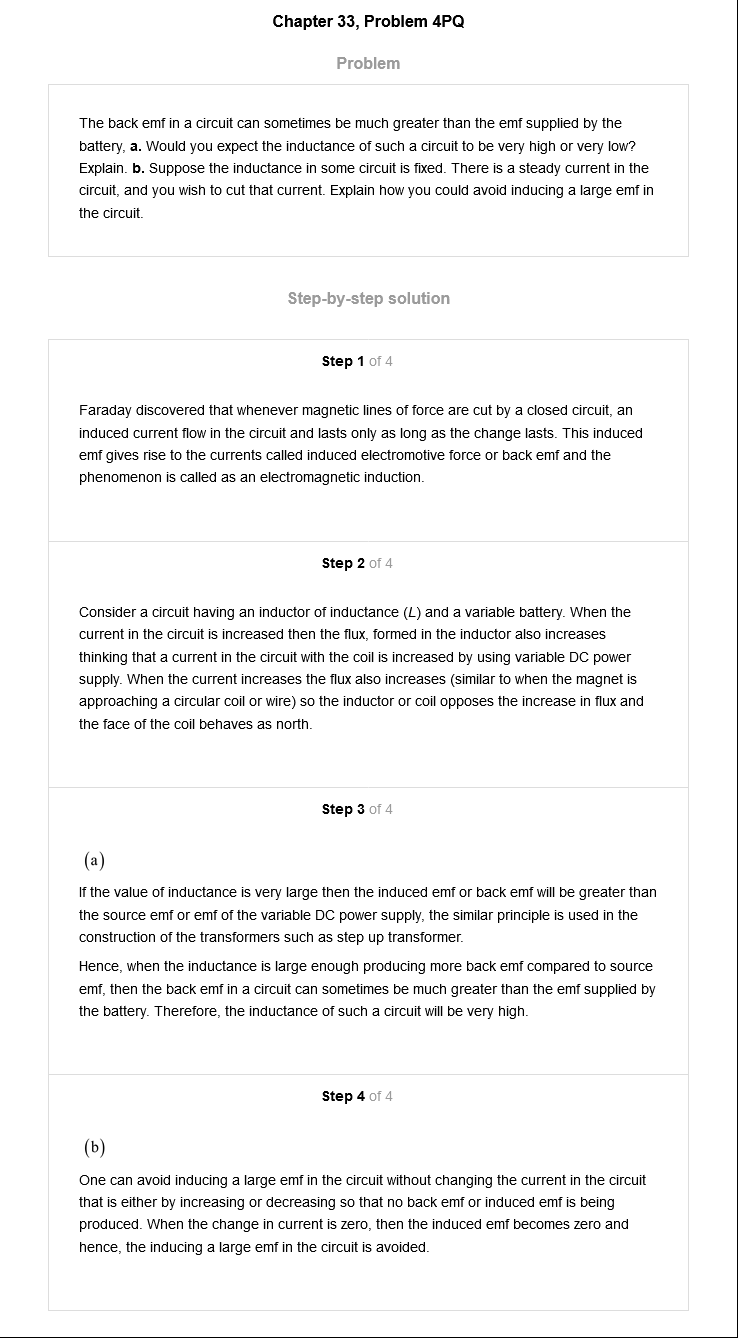 Chapter 33, Problem 4PQ
Problem
The back emf in a circuit can sometimes be much greater than the emf supplied by the
battery, a. Would you expect the inductance of such a circuit to be very high or very low?
Explain. b. Suppose the inductance in some circuit is fixed. There is a steady current in the
circuit, and you wish to cut that current. Explain how you could avoid inducing a large emf in
the circuit.
Step-by-step solution
Step 1 of 4
Faraday discovered that whenever magnetic lines of force are cut by a closed circuit, an
induced current flow in the circuit and lasts only as long as the change lasts. This induced
emf gives rise to the currents called induced electromotive force or back emf and the
phenomenon is called as an electromagnetic induction.
Step 2 of 4
Consider a circuit having an inductor of inductance (L) and a variable battery. When the
current in the circuit is increased then the flux, formed in the inductor also increases
thinking that a current in the circuit with the coil is increased by using variable DC power
supply. When the current increases the flux also increases (similar to when the magnet is
approaching a circular coil or wire) so the inductor or coil opposes the increase in flux and
the face of the coil behaves as north.
Step 3 of 4
(a)
If the value of inductance is very large then the induced emf or back emf will be greater than
the source emf or emf of the variable DC power supply, the similar principle is used in the
construction of the transformers such as step up transformer.
Hence, when the inductance is large enough producing more back emf compared to source
emf, then the back emf in a circuit can sometimes be much greater than the emf supplied by
the battery. Therefore, the inductance of such a circuit will be very high.
Step 4 of 4
(b)
One can avoid inducing a large emf in the circuit without changing the current in the circuit
that is either by increasing or decreasing so that no back emf or induced emf is being
produced. When the change in current is zero, then the induced emf becomes zero and
hence, the inducing a large emf in the circuit is avoided.